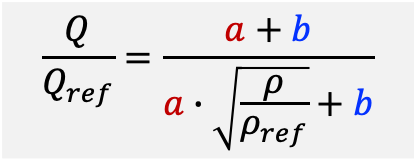 Q / Q_ref = (a + b) / (a · √(ρ / ρ_ref) + b)